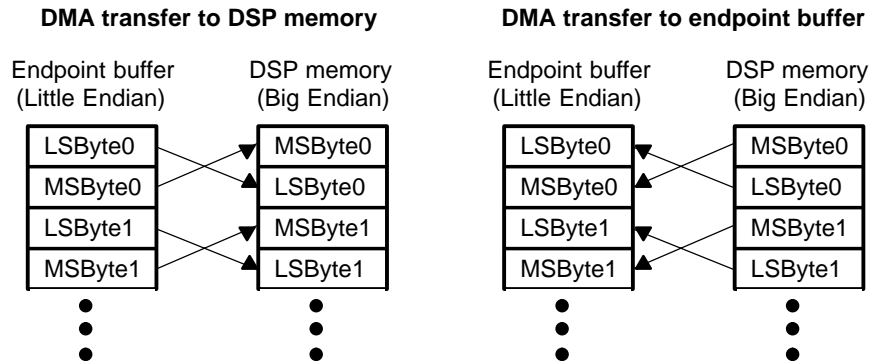 DMA transfer to DSP memory
Endpoint buffer
(Little Endian)
DSP memory
(Big Endian)
LSByte0
MSByte0
LSByte1
MSByte1
MSByte0
LSByte0
MSByte1
LSByte1
DMA transfer to endpoint buffer
Endpoint buffer
(Little Endian)
DSP memory
(Big Endian)
LSByte0
MSByte0
LSByte1
MSByte1
MSByte0
LSByte0
MSByte1
LSByte1